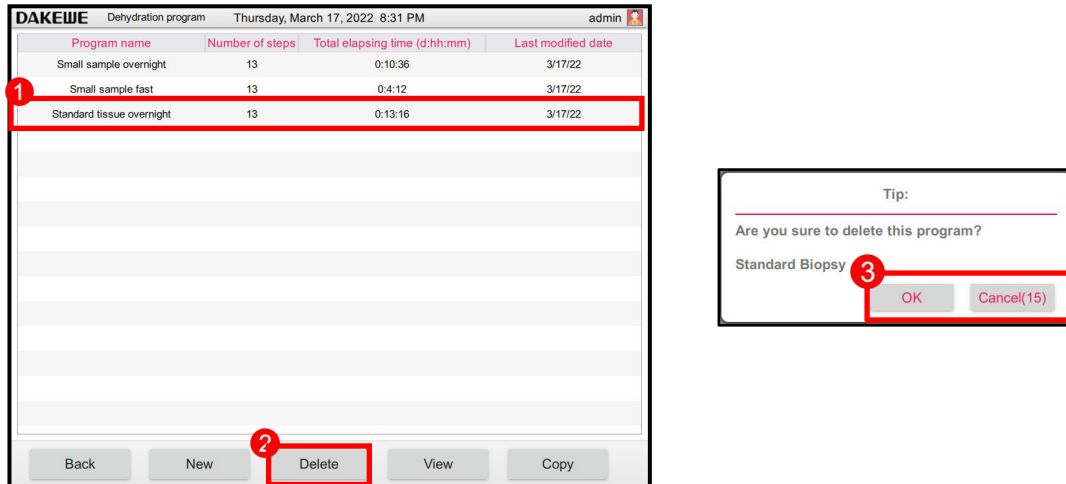 DAKEWE Dehydration program Thursday, March 17, 2022 8:31 PM admin
Program name Number of steps Total elapsing time (d:hh:mm) Last modified date
Small sample overnight 13 0:10:36 3/17/22
1
Small sample fast 13 0:4:12 3/17/22
Standard tissue overnight 13 0:13:16 3/17/22
2
Back New Delete View Copy
Tip:
Are you sure to delete this program?
Standard Biopsy
3
OK Cancel(15)